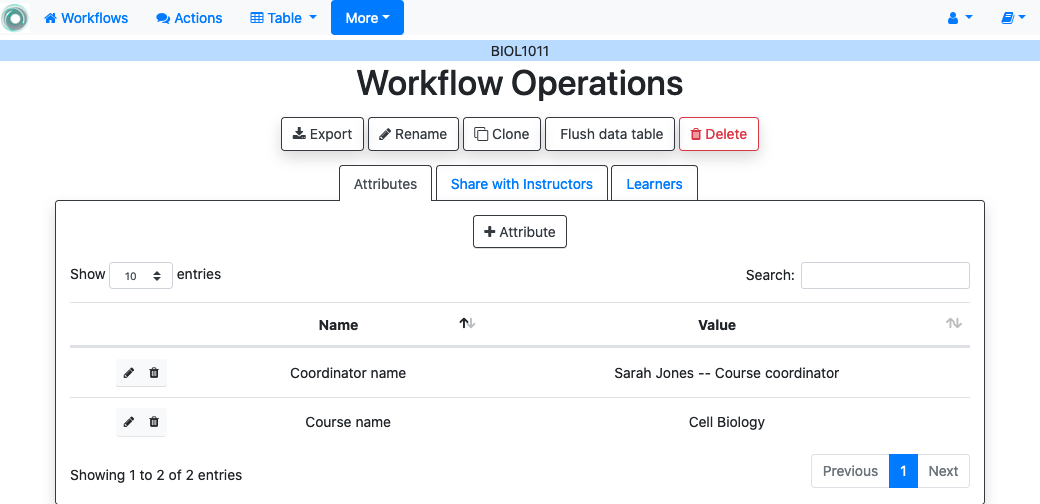 Workflows Actions Table More
BIOL1011
Workflow Operations
Export Rename Clone Flush data table Delete
Attributes Share with Instructors Learners
Attribute
Show 10 entries Search:
Name Value
Coordinator name Sarah Jones -- Course coordinator
Course name Cell Biology
Showing 1 to 2 of 2 entries Previous 1 Next